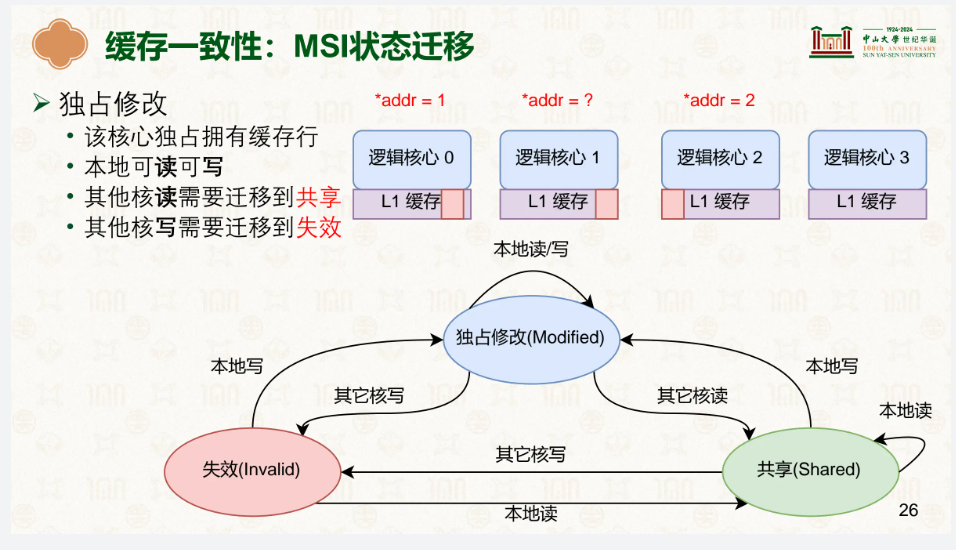 缓存一致性：MSI状态迁移
1924-2024
中山大學 世纪华诞
100th ANNIVERSARY
SUN YAT-SEN UNIVERSITY
独占修改
该核心独占拥有缓存行
本地可读可写
其他核读需要迁移到共享
其他核写需要迁移到失效
*addr = 1
*addr = ?
*addr = 2
逻辑核心 0
逻辑核心 1
逻辑核心 2
逻辑核心 3
L1 缓存
L1 缓存
L1 缓存
L1 缓存
本地读/写
独占修改(Modified)
本地写
其它核写
其它核读
本地写
本地读
失效(Invalid)
其它核写
共享(Shared)
本地读
26